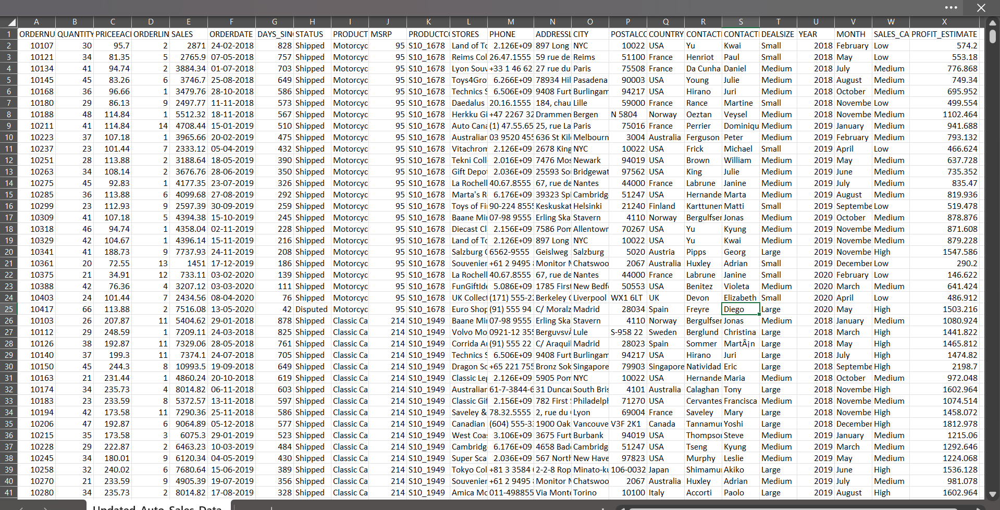 A B C D E F G H I J K L M N O P Q R S T U V W X
1 ORDERNU QUANTITY PRICEEACI ORDERLIN SALES ORDERDATE DAYS_SINC STATUS PRODUCT MSRP PRODUCTCO STORES PHONE ADDRESSL CITY POSTALCO COUNTRY CONTACTI CONTACTI DEALSIZE YEAR MONTH SALES_CA PROFIT_ESTIMATE
2 10107 30 95.7 2 2871 24-02-2018 828 Shipped Motorcyc 95 S10_1678 Land of To 2.126E+09 897 Long NYC 10022 USA Yu Kwai Small 2018 February Low 574.2
3 10121 34 81.35 5 2765.9 07-05-2018 757 Shipped Motorcyc 95 S10_1678 Reims Col 26.47.1555 59 rue de Reims 51100 France Henriot Paul Small 2018 May Low 553.18
4 10134 41 94.74 2 3884.34 01-07-2018 703 Shipped Motorcyc 95 S10_1678 Lyon Souv +33 1 46 62 27 rue du Paris 75508 France Da Cunha Daniel Medium 2018 July Medium 776.868
5 10145 45 83.26 6 3746.7 25-08-2018 649 Shipped Motorcyc 95 S10_1678 Toys4Gro 6.266E+09 78934 Hil Pasadena 90003 USA Young Julie Medium 2018 August Medium 749.34
6 10168 36 96.66 1 3479.76 28-10-2018 586 Shipped Motorcyc 95 S10_1678 Technics S 6.506E+09 9408 Furt Burlingam 94217 USA Hirano Juri Medium 2018 October Medium 695.952
7 10180 29 86.13 9 2497.77 11-11-2018 573 Shipped Motorcyc 95 S10_1678 Daedalus 20.16.1555 184, chau Lille 59000 France Rance Martine Small 2018 Novembe Low 499.554
8 10188 48 114.84 1 5512.32 18-11-2018 567 Shipped Motorcyc 95 S10_1678 Herkku Gi +47 2267 32 Drammen Bergen N 5804 Norway Oeztan Veysel Medium 2018 Novembe Medium 1102.464
9 10211 41 114.84 14 4708.44 15-01-2019 510 Shipped Motorcyc 95 S10_1678 Auto Cana (1) 47.55.65 25, rue La Paris 75016 France Perrier Dominiqu Medium 2019 January Medium 941.688
10 10223 37 107.18 1 3965.66 20-02-2019 475 Shipped Motorcyc 95 S10_1678 Australian 03 9520 455 636 St Kil Melbourn 3004 Australia Ferguson Peter Medium 2019 February Medium 793.132
11 10237 23 101.44 7 2333.12 05-04-2019 432 Shipped Motorcyc 95 S10_1678 Vitachrom 2.126E+09 2678 King NYC 10022 USA Frick Michael Small 2019 April Low 466.624
12 10251 28 113.88 2 3188.64 18-05-2019 390 Shipped Motorcyc 95 S10_1678 Tekni Coll 2.016E+09 7476 Mos Newark 94019 USA Brown William Medium 2019 May Medium 637.728
13 10263 34 108.14 2 3676.76 28-06-2019 350 Shipped Motorcyc 95 S10_1678 Gift Depo 2.036E+09 25593 So Bridgewat 97562 USA King Julie Medium 2019 June Medium 735.352
14 10275 45 92.83 1 4177.35 23-07-2019 326 Shipped Motorcyc 95 S10_1678 La Rochell 40.67.8555 67, rue de Nantes 44000 France Labrune Janine Medium 2019 July Medium 835.47
15 10285 36 113.88 6 4099.68 27-08-2019 292 Shipped Motorcyc 95 S10_1678 Marta's R 6.176E+09 39323 Spi Cambridg 51247 USA Hernande Marta Medium 2019 August Medium 819.936
16 10299 23 112.93 9 2597.39 30-09-2019 259 Shipped Motorcyc 95 S10_1678 Toys of Fi 90-224 8555 Keskuskat Helsinki 21240 Finland Karttunen Matti Small 2019 Septembe Low 519.478
17 10309 41 107.18 5 4394.38 15-10-2019 245 Shipped Motorcyc 95 S10_1678 Baane Mi 07-98 9555 Erling Ska Stavern 4110 Norway Bergulfsen Jonas Medium 2019 October Medium 878.876
18 10318 46 94.74 1 4358.04 02-11-2019 228 Shipped Motorcyc 95 S10_1678 Diecast Cl 2.156E+09 7586 Pom Allentown 70267 USA Yu Kyung Medium 2019 Novembe Medium 871.608
19 10329 42 104.67 1 4396.14 15-11-2019 216 Shipped Motorcyc 95 S10_1678 Land of To 2.126E+09 897 Long NYC 10022 USA Yu Kwai Medium 2019 Novembe Medium 879.228
20 10341 41 188.73 9 7737.93 24-11-2019 208 Shipped Motorcyc 95 S10_1678 Salzburg C 6562-9555 Geislweg Salzburg 5020 Austria Pipps Georg Large 2019 Novembe High 1547.586
21 10361 20 72.55 13 1451 17-12-2019 186 Shipped Motorcyc 95 S10_1678 Souvenier +61 2 9495 Monitor M Chatswoo 2067 Australia Huxley Adrian Small 2019 December Low 290.2
22 10375 21 34.91 12 733.11 03-02-2020 139 Shipped Motorcyc 95 S10_1678 La Rochell 40.67.8555 67, rue de Nantes 44000 France Labrune Janine Small 2020 February Low 146.622
23 10388 42 76.36 4 3207.12 03-03-2020 111 Shipped Motorcyc 95 S10_1678 FunGiftIde 5.086E+09 1785 First New Bedf 50553 USA Benitez Violeta Medium 2020 March Medium 641.424
24 10403 24 101.44 7 2434.56 08-04-2020 76 Shipped Motorcyc 95 S10_1678 UK Collect (171) 555-22 Berkeley G Liverpool WX1 6LT UK Devon Elizabeth Small 2020 April Low 486.912
25 10417 66 113.88 2 7516.08 13-05-2020 42 Disputed Motorcyc 95 S10_1678 Euro Shop (91) 555 94 C/ Moralz Madrid 28034 Spain Freyre Diego Large 2020 May High 1503.216
26 10103 26 207.87 11 5404.62 29-01-2018 878 Shipped Classic Ca 214 S10_1949 Baane Mi 07-98 9555 Erling Ska Stavern 4110 Norway Bergulfsen Jonas Medium 2018 January Medium 1080.924
27 10112 29 248.59 1 7209.11 24-03-2018 825 Shipped Classic Ca 214 S10_1949 Volvo Mo 0921-12 355 BerguvsvÃ Lule S-958 22 Sweden Berglund Christina Large 2018 March High 1441.822
28 10126 38 192.87 11 7329.06 28-05-2018 761 Shipped Classic Ca 214 S10_1949 Corrida Au (91) 555 22 C/ Araquil Madrid 28023 Spain Sommer MartÃ¡n Large 2018 May High 1465.812
29 10140 37 199.3 11 7374.1 24-07-2018 705 Shipped Classic Ca 214 S10_1949 Technics S 6.506E+09 9408 Furt Burlingam 94217 USA Hirano Juri Large 2018 July High 1474.82
30 10150 45 244.3 8 10993.5 19-09-2018 649 Shipped Classic Ca 214 S10_1949 Dragon So +65 221 755 Bronz Sok Singapore 79903 Singapore Natividad Eric Large 2018 Septembe High 2198.7
31 10163 21 231.44 1 4860.24 20-10-2018 619 Shipped Classic Ca 214 S10_1949 Classic Leg 2.126E+09 5905 Pom NYC 10022 USA Hernande Maria Medium 2018 October Medium 972.048
32 10174 34 235.73 4 8014.82 06-11-2018 603 Shipped Classic Ca 214 S10_1949 Australian 61-7-3844-6 31 Duncan South Bris 4101 Australia Calaghan Tony Large 2018 Novembe High 1602.964
33 10183 23 233.59 8 5372.57 13-11-2018 597 Shipped Classic Ca 214 S10_1949 Classic Gif 2.156E+09 782 First Philadelph 71270 USA Cervantes Francisca Medium 2018 Novembe Medium 1074.514
34 10194 42 173.58 11 7290.36 25-11-2018 586 Shipped Classic Ca 214 S10_1949 Saveley & 78.32.5555 2, rue du Lyon 69004 France Saveley Mary Large 2018 Novembe High 1458.072
35 10206 47 192.87 6 9064.89 05-12-2018 577 Shipped Classic Ca 214 S10_1949 Canadian (604) 555-33 1900 Oak Vancouve V3F 2K1 Canada Tannamu Yoshi Large 2018 December High 1812.978
36 10215 35 173.58 3 6075.3 29-01-2019 523 Shipped Classic Ca 214 S10_1949 West Coa 3.106E+09 3675 Furt Burbank 94019 USA Thompson Steve Medium 2019 January Medium 1215.06
37 10228 29 222.87 2 6463.23 10-03-2019 484 Shipped Classic Ca 214 S10_1949 Cambridg 6.176E+09 4658 Bad Cambridg 51247 USA Tseng Kyung Medium 2019 March Medium 1292.646
38 10245 34 180.01 9 6120.34 04-05-2019 430 Shipped Classic Ca 214 S10_1949 Super Sca 2.036E+09 567 North New Have 97823 USA Murphy Leslie Medium 2019 May Medium 1224.068
39 10258 32 240.02 6 7680.64 15-06-2019 389 Shipped Classic Ca 214 S10_1949 Tokyo Col +81 3 3584 2-2-8 Rop Minato-ku 106-0032 Japan Shimamu Akiko Large 2019 June High 1536.128
40 10270 21 233.59 9 4905.39 19-07-2019 356 Shipped Classic Ca 214 S10_1949 Souvenier +61 2 9495 Monitor M Chatswoo 2067 Australia Huxley Adrian Medium 2019 July Medium 981.078
41 10280 34 235.73 2 8014.82 17-08-2019 328 Shipped Classic Ca 214 S10_1949 Amica Mo 011-498855 Via Monte Torino 10100 Italy Accorti Paolo Large 2019 August High 1602.964
Updated_Auto_Sales_Data